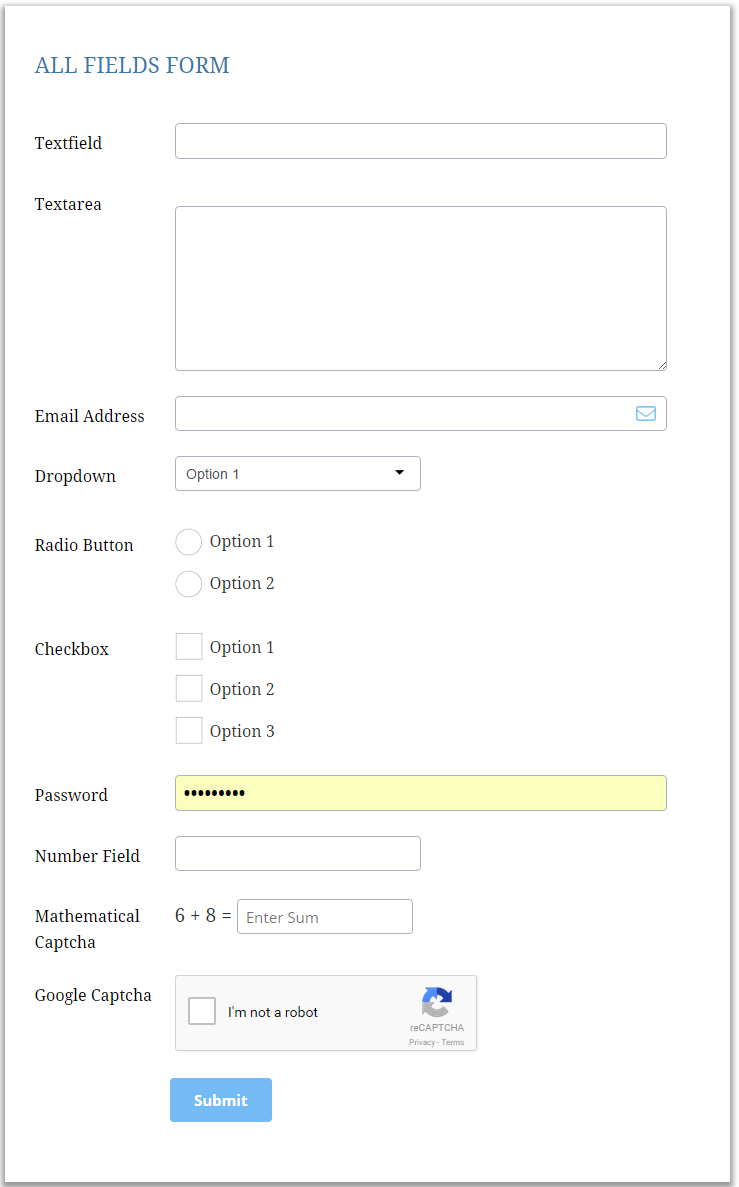 ALL FIELDS FORM
Textfield
Textarea
Email Address
Dropdown
Option 1
Radio Button
Option 1
Option 2
Checkbox
Option 1
Option 2
Option 3
Password
•••••••••
Number Field
Mathematical
Captcha
6 + 8 = Enter Sum
Google Captcha
I'm not a robot
reCAPTCHA
Privacy - Terms
Submit